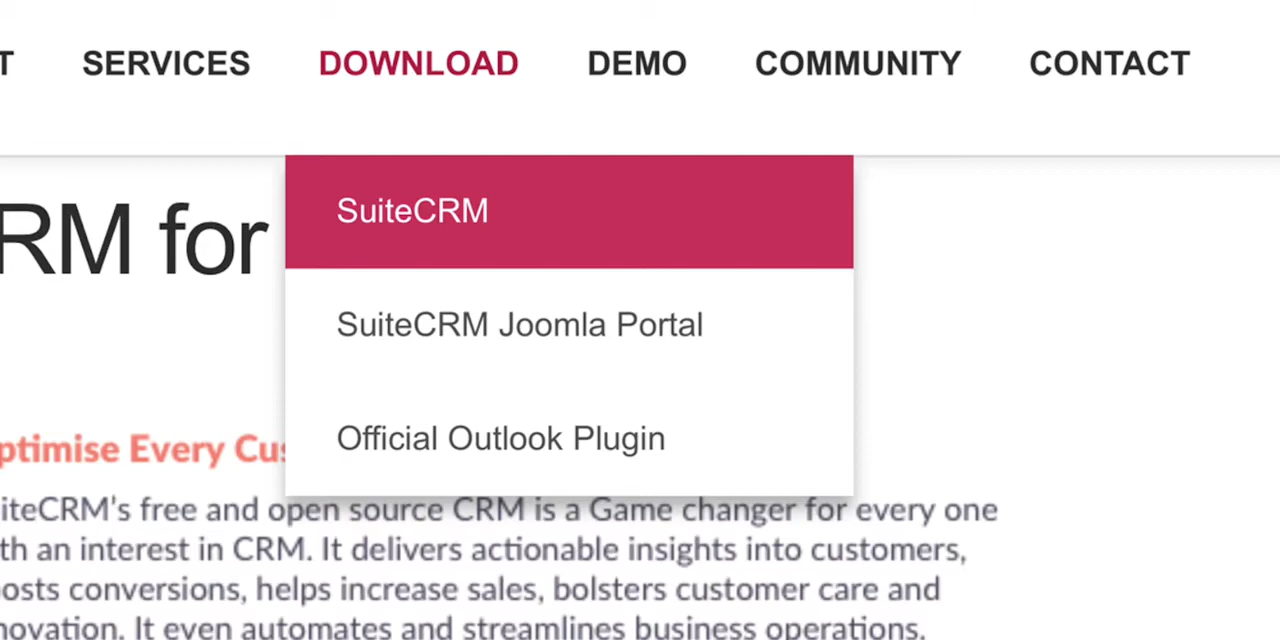 SERVICES DOWNLOAD DEMO COMMUNITY CONTACT
SuiteCRM
RM for
SuiteCRM Joomla Portal
Official Outlook Plugin
ptimise Every Cus
iteCRM's free and open source CRM is a Game changer for every one
th an interest in CRM. It delivers actionable insights into customers,
osts conversions, helps increase sales, bolsters customer care and
novation. It even automates and streamlines business operations.